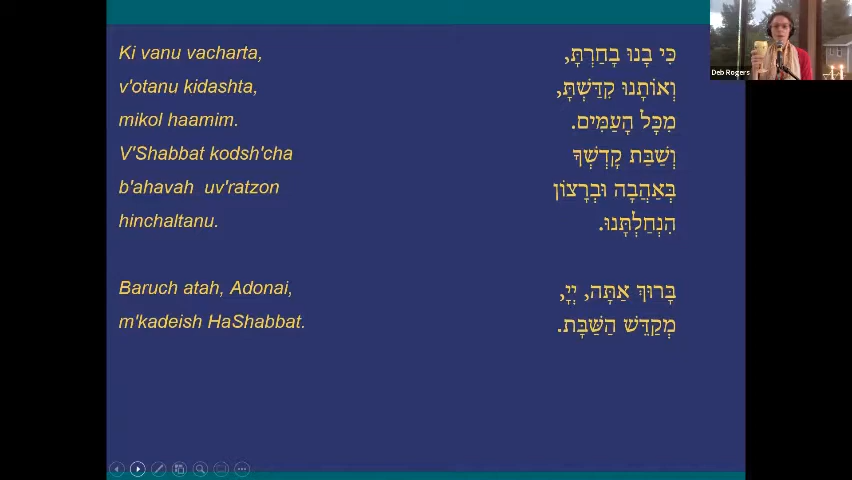 Ki vanu vacharta,
v'otanu kidashta,
mikol haamim.
V'Shabbat kodsh'cha
b'ahavah uv'ratzon
hinchaltanu.
Baruch atah, Adonai,
m'kadeish HaShabbat.
כִּי בָנוּ בָחַרְתָּ,
וְאוֹתָנוּ קִדַּשְׁתָּ,
מִכָּל הָעַמִּים.
וְשַׁבַּת קָדְשְׁךָ
בְּאַהֲבָה וּבְרָצוֹן
הִנְחַלְתָּנוּ.
בָּרוּךְ אַתָּה, יְיָ,
מְקַדֵּשׁ הַשַּׁבָּת.
Deb Rogers